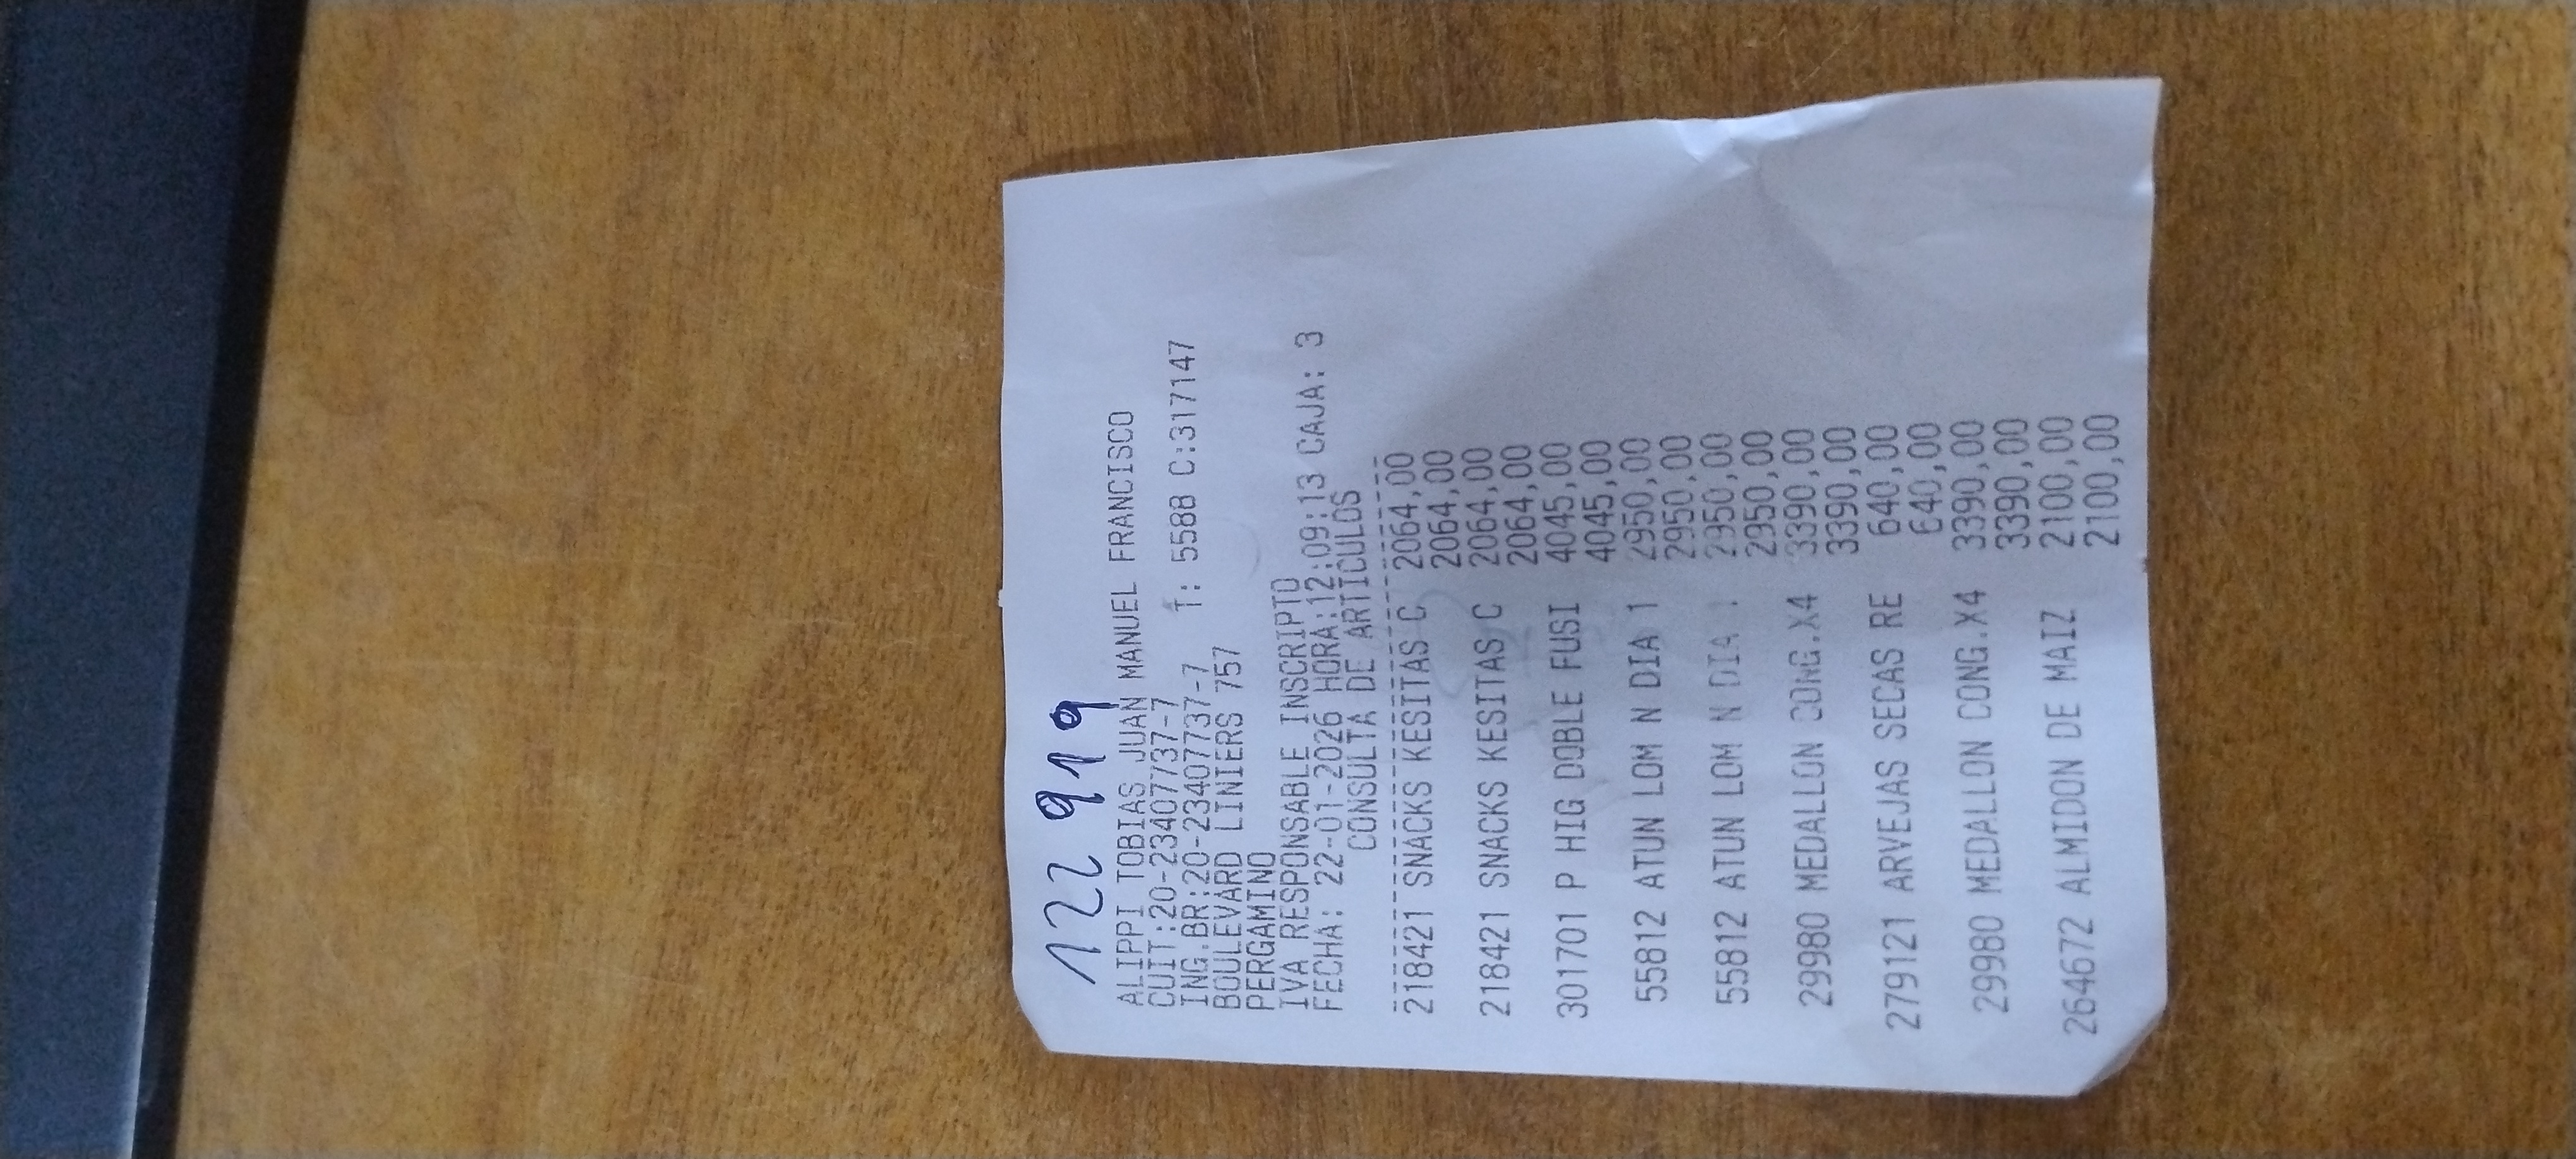 122 919
ALIPPI TOBIAS JUAN MANUEL FRANCISCO
CUIT:20-23407737-7
ING.BR:20-23407737-7 T: 5588 C:317147
BOULEVARD LINIERS 757
PERGAMINO
IVA RESPONSABLE INSCRIPTO
FECHA: 22-01-2026 HORA:12:09:13 CAJA: 3
CONSULTA DE ARTICULOS
----------------------------------------
218421 SNACKS KESITAS C 2064,00
2064,00
218421 SNACKS KESITAS C 2064,00
2064,00
301701 P HIG DOBLE FUSI 4045,00
4045,00
55812 ATUN LOM N DIA 1 2950,00
2950,00
55812 ATUN LOM N DIA 2950,00
2950,00
29980 MEDALLON CONG.X4 3390,00
3390,00
279121 ARVEJAS SECAS RE 640,00
640,00
29980 MEDALLON CONG.X4 3390,00
3390,00
264672 ALMIDON DE MAIZ 2100,00
2100,00